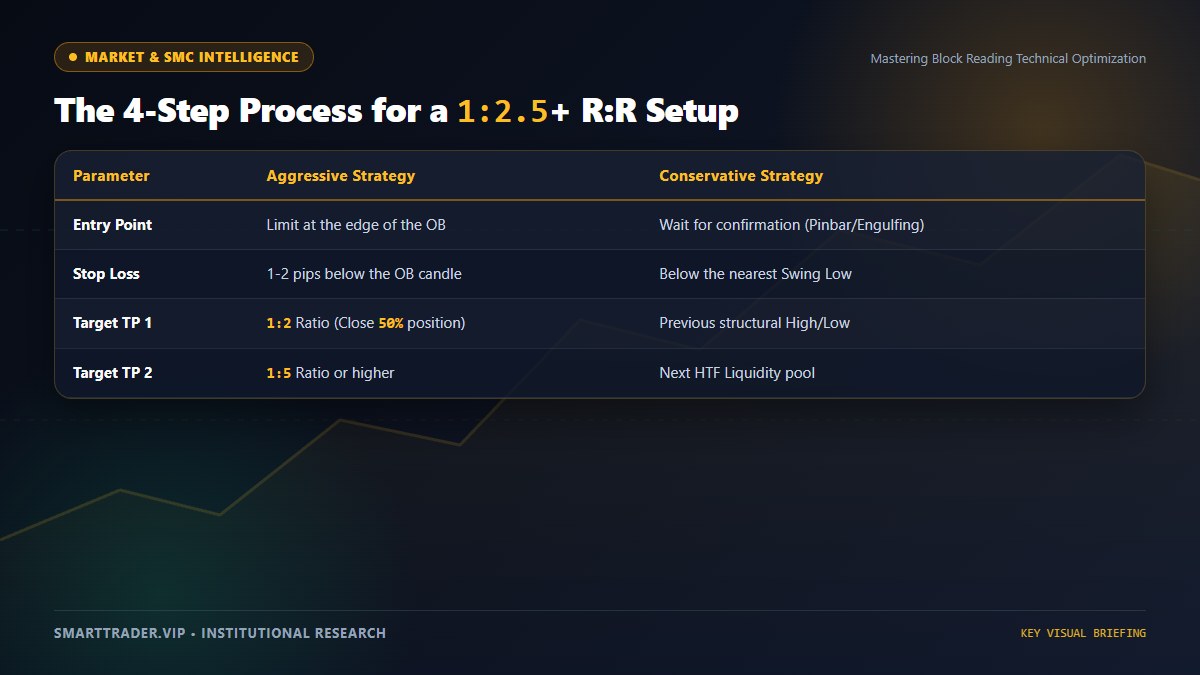 MARKET & SMC INTELLIGENCE
Mastering Block Reading Technical Optimization
The 4-Step Process for a 1:2.5+ R:R Setup
Parameter Aggressive Strategy Conservative Strategy
Entry Point Limit at the edge of the OB Wait for confirmation (Pinbar/Engulfing)
Stop Loss 1-2 pips below the OB candle Below the nearest Swing Low
Target TP 1 1:2 Ratio (Close 50% position) Previous structural High/Low
Target TP 2 1:5 Ratio or higher Next HTF Liquidity pool
SMARTTRADER.VIP • INSTITUTIONAL RESEARCH
KEY VISUAL BRIEFING